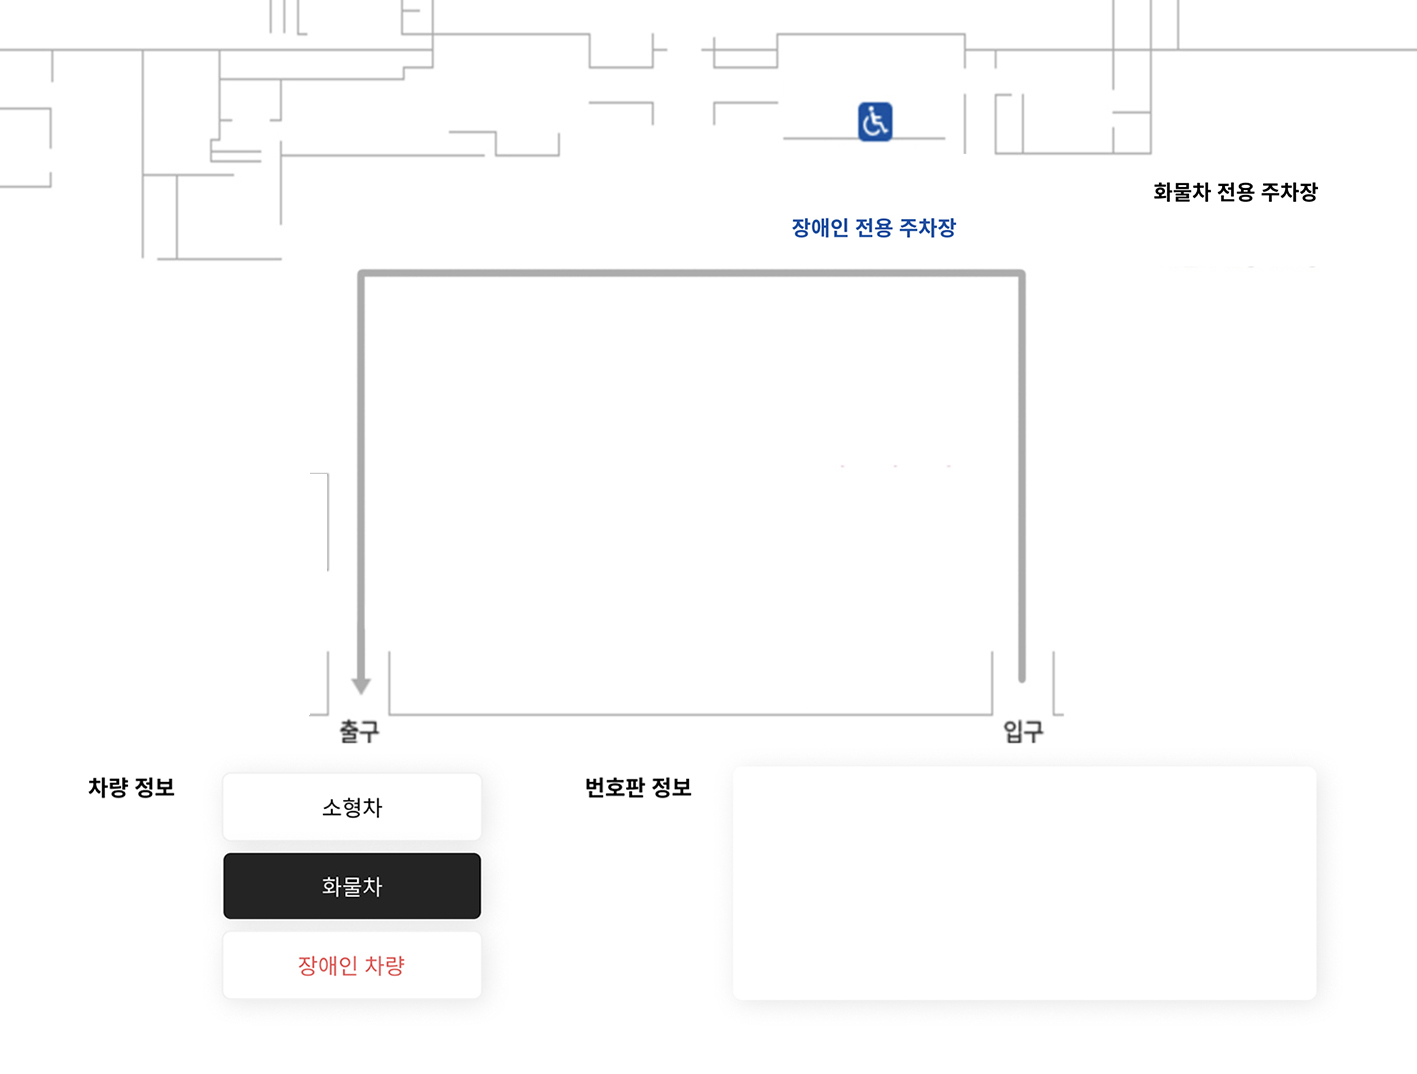 화물차 전용 주차장
장애인 전용 주차장
출구
입구
차량 정보
소형차
화물차
장애인 차량
번호판 정보